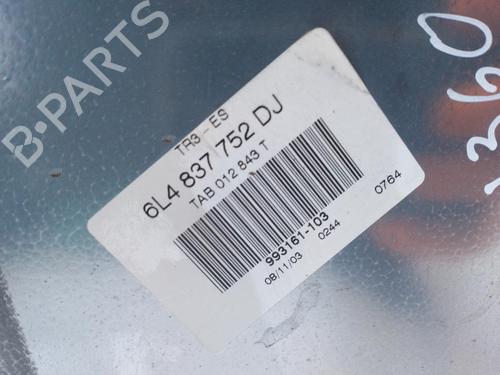 B-PARTS
TR3 - ES
6L4 837 752 DJ
TAB 012 843 T
993161-103
08/11/03 0244 0764